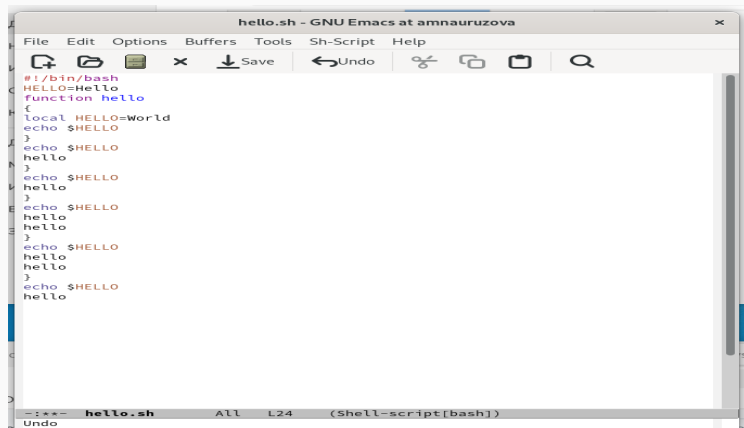 hello.sh - GNU Emacs at amnauruzova
File Edit Options Buffers Tools Sh-Script Help
Save Undo
#!/bin/bash
HELLO=Hello
function hello
{
local HELLO=World
echo $HELLO
}
echo $HELLO
hello
}
echo $HELLO
hello
}
echo $HELLO
hello
hello
}
echo $HELLO
hello
hello
}
echo $HELLO
hello
-:**- hello.sh All L24 (Shell-script[bash])
Undo